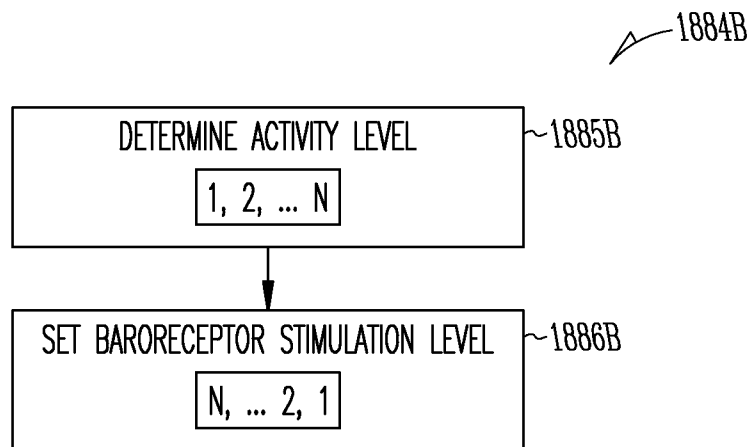 1884B
DETERMINE ACTIVITY LEVEL
1885B
1, 2, ... N
SET BARORECEPTOR STIMULATION LEVEL
1886B
N, ... 2, 1